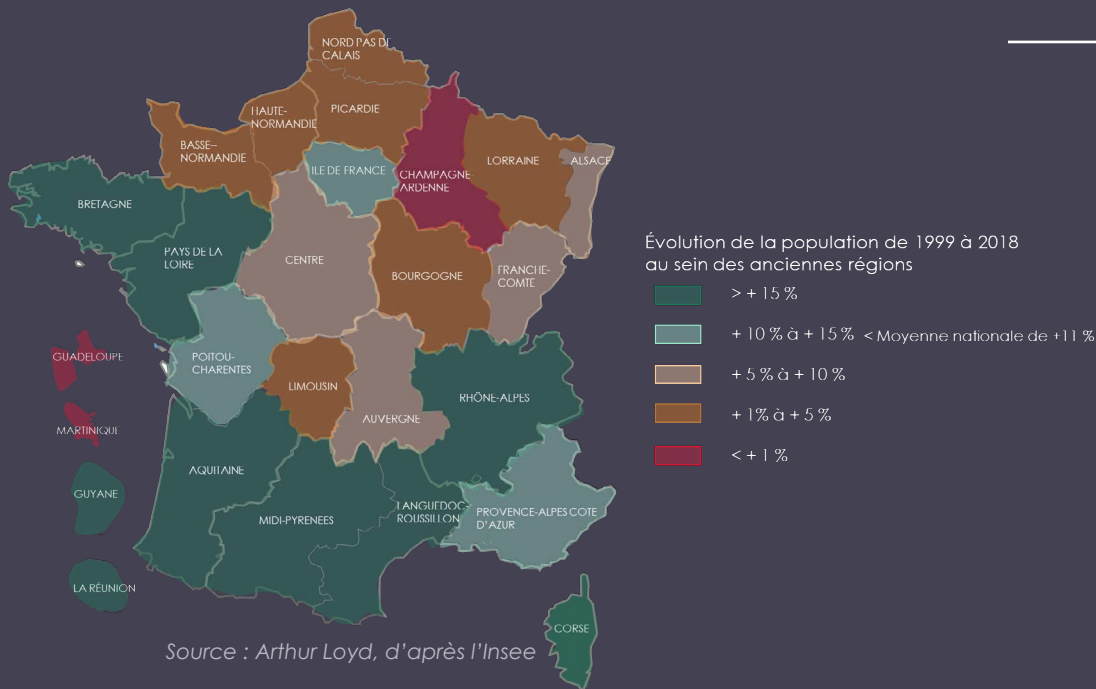 NORD PAS DE
CALAIS
PICARDIE
HAUTE-
NORMANDIE
BASSE--
NORMANDIE
ILE DE FRANCE
CHAMPAGNE
ARDENNE
LORRAINE
ALSACE
BRETAGNE
PAYS DE LA
LOIRE
CENTRE
BOURGOGNE
FRANCHE-
COMTE
POITOU-
CHARENTES
LIMOUSIN
AUVERGNE
RHÔNE-ALPES
GUADELOUPE
MARTINIQUE
GUYANE
LA RÉUNION
AQUITAINE
MIDI-PYRENEES
LANGUEDOC-
ROUSSILLON
PROVENCE-ALPES COTE
D'AZUR
CORSE
Évolution de la population de 1999 à 2018
au sein des anciennes régions
> + 15 %
+ 10 % à + 15 % < Moyenne nationale de +11 %
+ 5 % à + 10 %
+ 1% à + 5 %
< + 1 %
Source : Arthur Loyd, d'après l'Insee